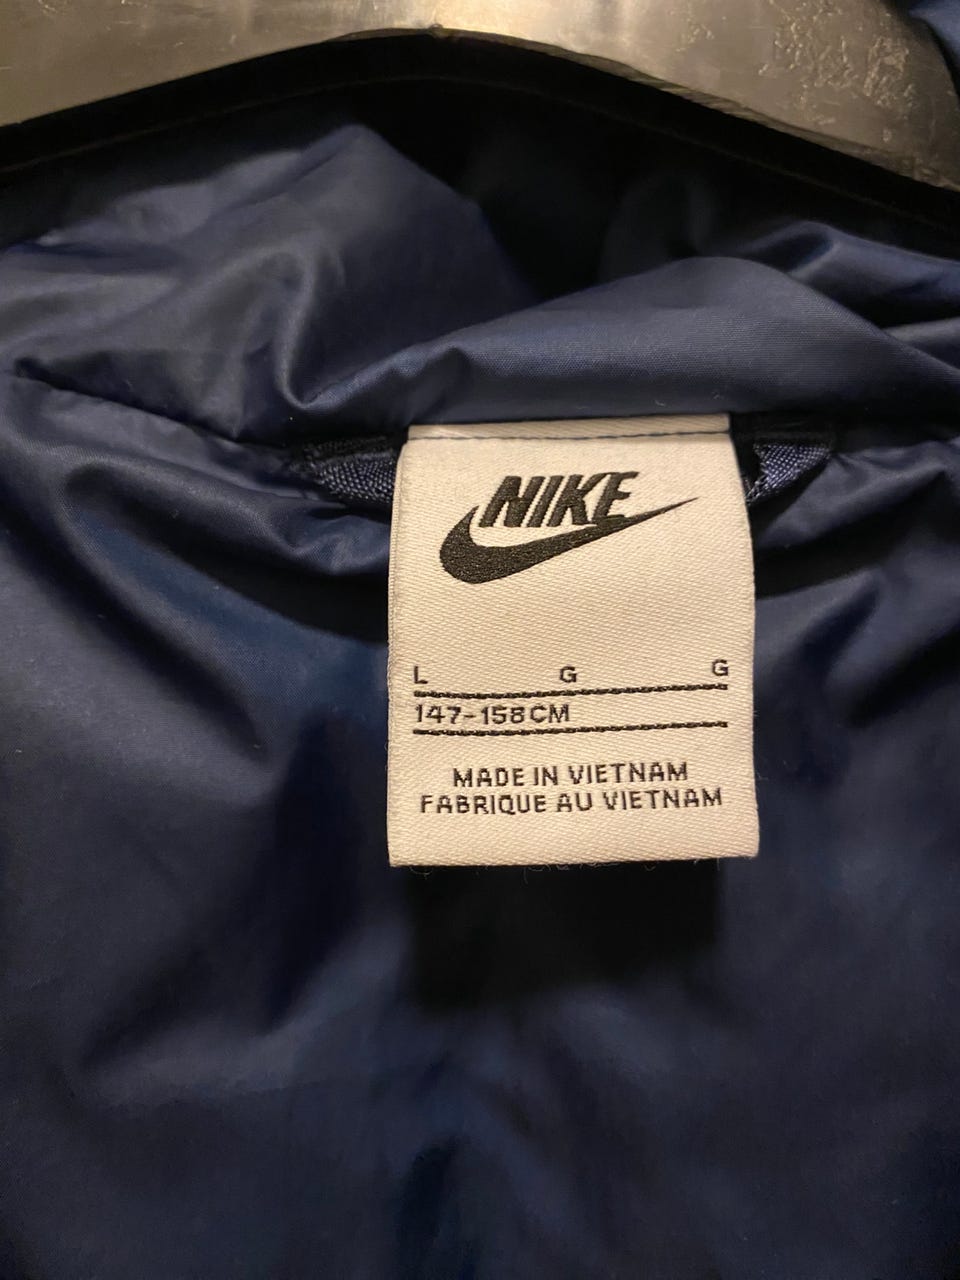 NIKE
L G G
147-158CM
MADE IN VIETNAM
FABRIQUE AU VIETNAM